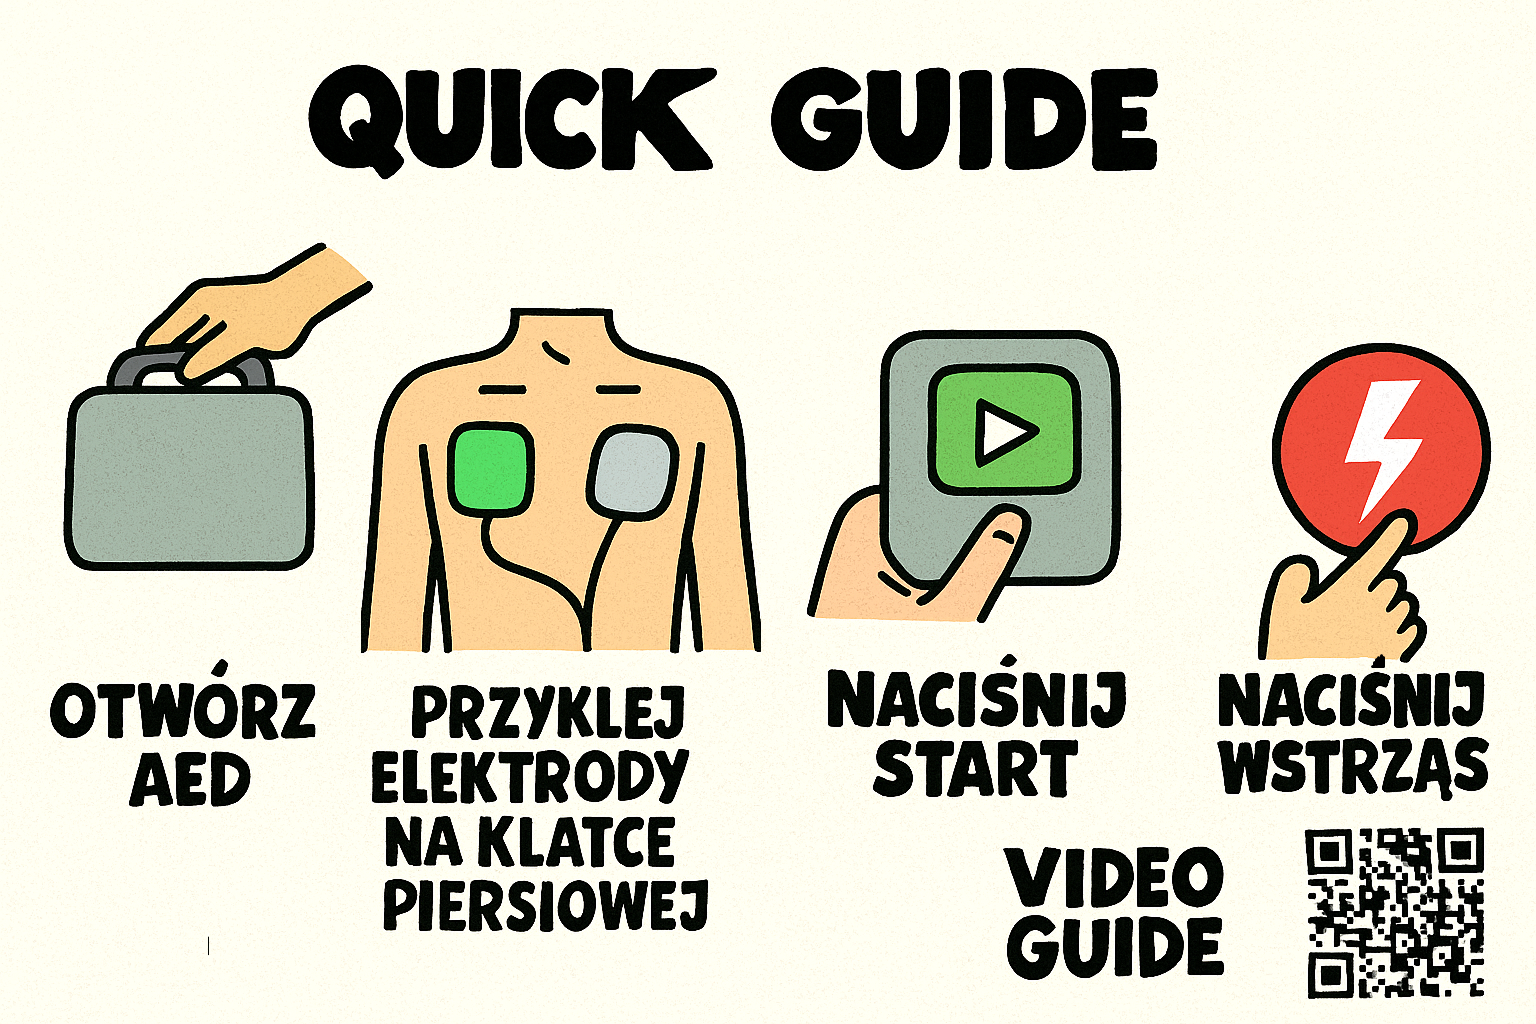 QUICK GUIDE
OTWÓRZ
AED
PRZYKLEJ
ELEKTRODY
NA KLATCE
PIERSIOWEJ
NACIŚNIJ
START
NACIŚNIJ
WSTRZĄS
VIDEO
GUIDE